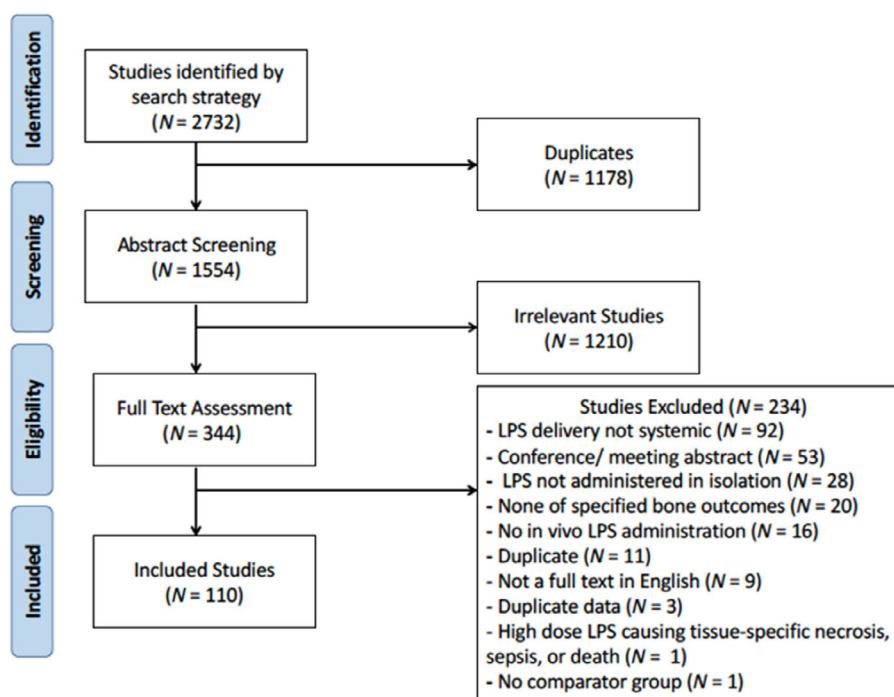 Identification
Studies identified by
search strategy
(N = 2732)
Duplicates
(N = 1178)
Screening
Abstract Screening
(N = 1554)
Irrelevant Studies
(N = 1210)
Eligibility
Full Text Assessment
(N = 344)
Studies Excluded (N = 234)
- LPS delivery not systemic (N = 92)
- Conference/ meeting abstract (N = 53)
- LPS not administered in isolation (N = 28)
- None of specified bone outcomes (N = 20)
- No in vivo LPS administration (N = 16)
- Duplicate (N = 11)
- Not a full text in English (N = 9)
- Duplicate data (N = 3)
- High dose LPS causing tissue-specific necrosis,
sepsis, or death (N = 1)
- No comparator group (N = 1)
Included
Included Studies
(N = 110)